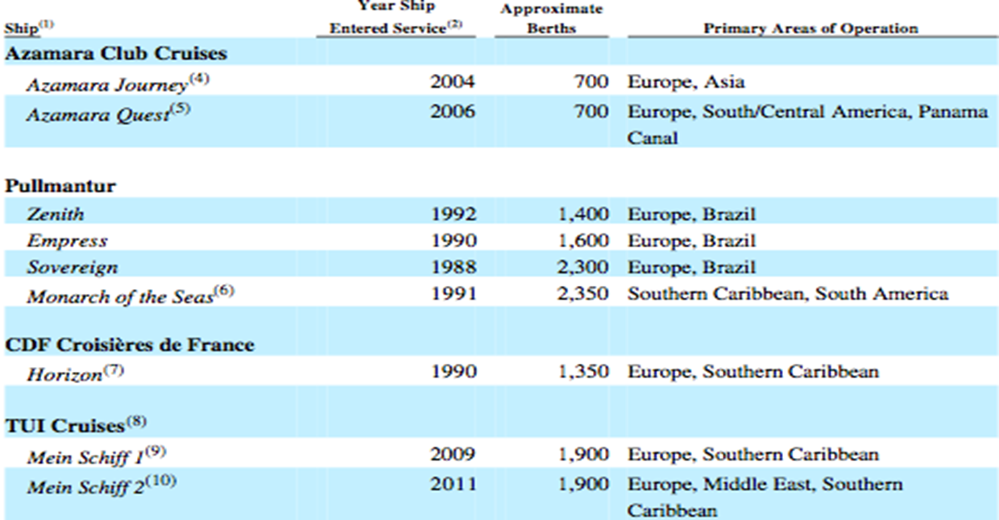 Year Ship Approximate
Ship(1) Entered Service(2) Berths Primary Areas of Operation
Azamara Club Cruises
Azamara Journey(4) 2004 700 Europe, Asia
Azamara Quest(5) 2006 700 Europe, South/Central America, Panama
Canal
Pullmantur
Zenith 1992 1,400 Europe, Brazil
Empress 1990 1,600 Europe, Brazil
Sovereign 1988 2,300 Europe, Brazil
Monarch of the Seas(6) 1991 2,350 Southern Caribbean, South America
CDF Croisières de France
Horizon(7) 1990 1,350 Europe, Southern Caribbean
TUI Cruises(8)
Mein Schiff 1(9) 2009 1,900 Europe, Southern Caribbean
Mein Schiff 2(10) 2011 1,900 Europe, Middle East, Southern
Caribbean